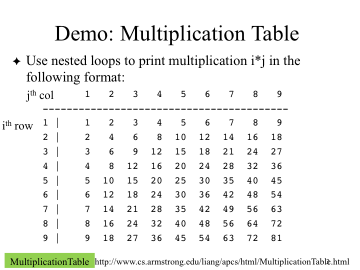 Demo: Multiplication Table
✦ Use nested loops to print multiplication i*j in the
following format:
jth col 1 2 3 4 5 6 7 8 9
-----------------------------------------
ith row 1 | 1 2 3 4 5 6 7 8 9
2 | 2 4 6 8 10 12 14 16 18
3 | 3 6 9 12 15 18 21 24 27
4 | 4 8 12 16 20 24 28 32 36
5 | 5 10 15 20 25 30 35 40 45
6 | 6 12 18 24 30 36 42 48 54
7 | 7 14 21 28 35 42 49 56 63
8 | 8 16 24 32 40 48 56 64 72
9 | 9 18 27 36 45 54 63 72 81
MultiplicationTable http://www.cs.armstrong.edu/liang/apcs/html/MultiplicationTable.html